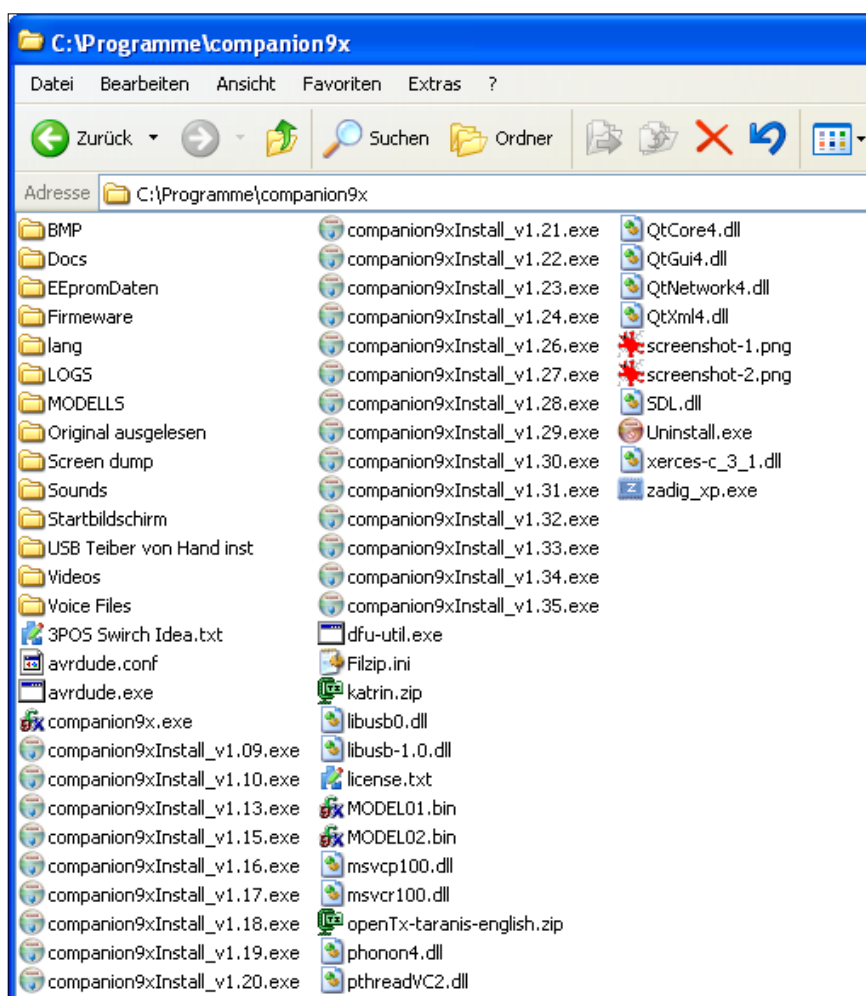 C:\Programme\companion9x
Datei Bearbeiten Ansicht Favoriten Extras ?
Zurück Suchen Ordner
Adresse C:\Programme\companion9x
BMP
Docs
EEpromDaten
Firmeware
lang
LOGS
MODELLS
Original ausgelesen
Screen dump
Sounds
Startbildschirm
USB Teiber von Hand inst
Videos
Voice Files
3POS Swirch Idea.txt
avrdude.conf
avrdude.exe
companion9x.exe
companion9xInstall_v1.09.exe
companion9xInstall_v1.10.exe
companion9xInstall_v1.13.exe
companion9xInstall_v1.15.exe
companion9xInstall_v1.16.exe
companion9xInstall_v1.17.exe
companion9xInstall_v1.18.exe
companion9xInstall_v1.19.exe
companion9xInstall_v1.20.exe
companion9xInstall_v1.21.exe
companion9xInstall_v1.22.exe
companion9xInstall_v1.23.exe
companion9xInstall_v1.24.exe
companion9xInstall_v1.26.exe
companion9xInstall_v1.27.exe
companion9xInstall_v1.28.exe
companion9xInstall_v1.29.exe
companion9xInstall_v1.30.exe
companion9xInstall_v1.31.exe
companion9xInstall_v1.32.exe
companion9xInstall_v1.33.exe
companion9xInstall_v1.34.exe
companion9xInstall_v1.35.exe
dfu-util.exe
Filzip.ini
katrin.zip
libusb0.dll
libusb-1.0.dll
license.txt
MODEL01.bin
MODEL02.bin
msvcp100.dll
msvcr100.dll
openTx-taranis-english.zip
phonon4.dll
pthreadVC2.dll
QtCore4.dll
QtGui4.dll
QtNetwork4.dll
QtXml4.dll
screenshot-1.png
screenshot-2.png
SDL.dll
Uninstall.exe
xerces-c_3_1.dll
zadig_xp.exe